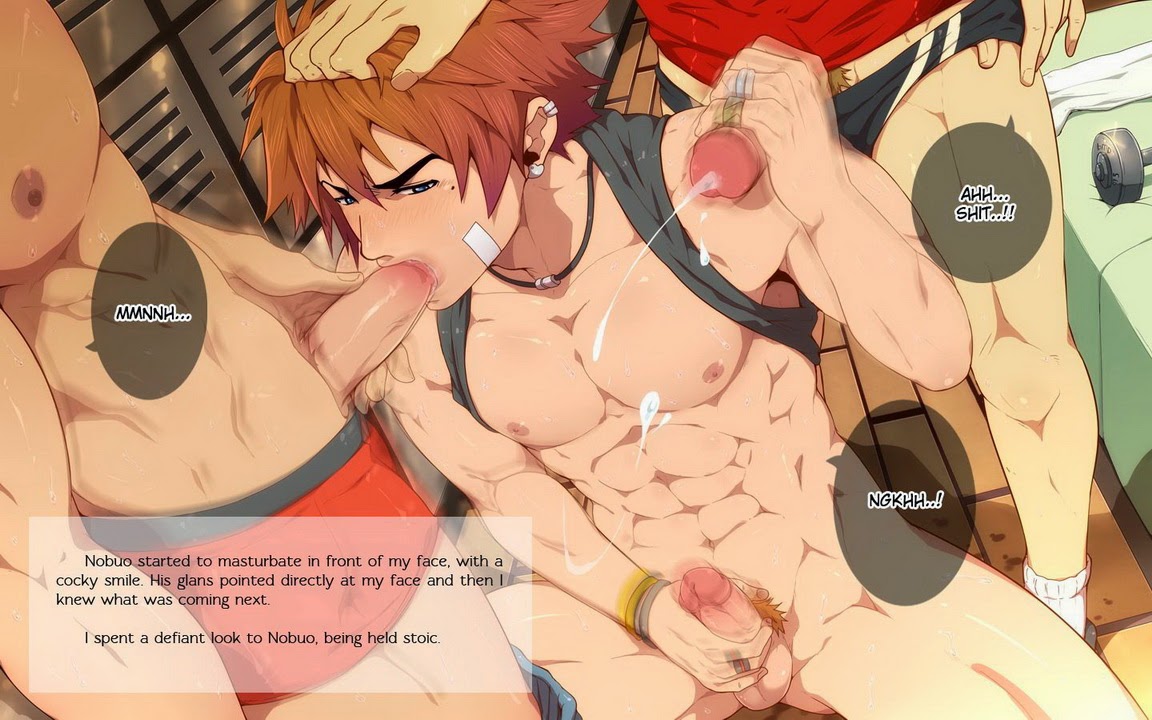 AHH...
SHIT..!!
MMNNH...
NGKHH..!
Nobuo started to masturbate in front of my face, with a
cocky smile. His glans pointed directly at my face and then I
knew what was coming next.
I spent a defiant look to Nobuo, being held stoic.